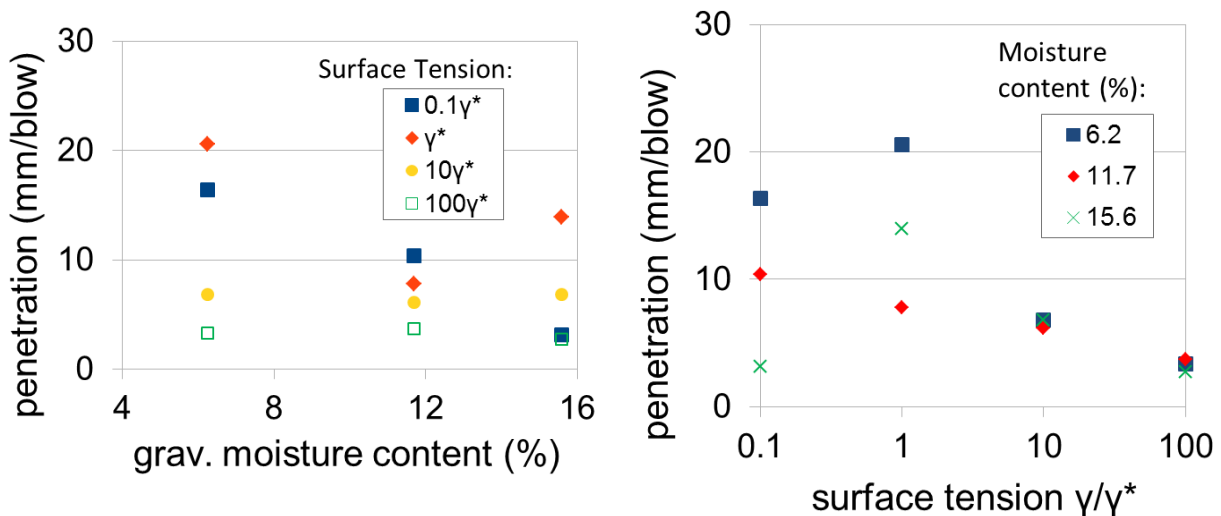 penetration (mm/blow)
30
20
10
0
4
8
12
16
grav. moisture content (%)
Surface Tension:
0.1γ*
γ*
10γ*
100γ*
penetration (mm/blow)
30
20
10
0
0.1
1
10
100
surface tension γ/γ*
Moisture
content (%):
6.2
11.7
15.6